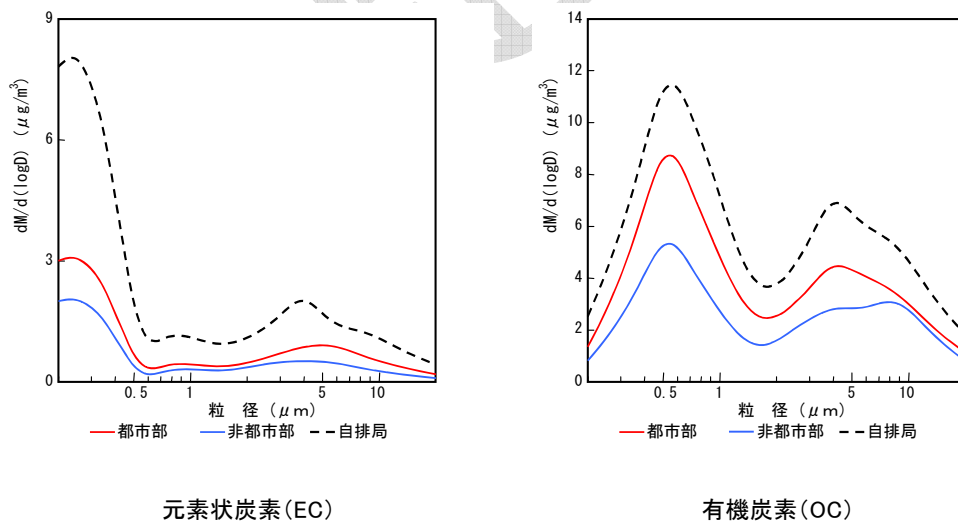 9
6
3
0
dM/d(logD) (μg/m³)
0.5 1 5 10
粒 径 (μm)
都市部 非都市部 自排局
元素状炭素(EC)
14
12
10
8
6
4
2
0
dM/d(logD) (μg/m³)
0.5 1 5 10
粒 径 (μm)
都市部 非都市部 自排局
有機炭素(OC)